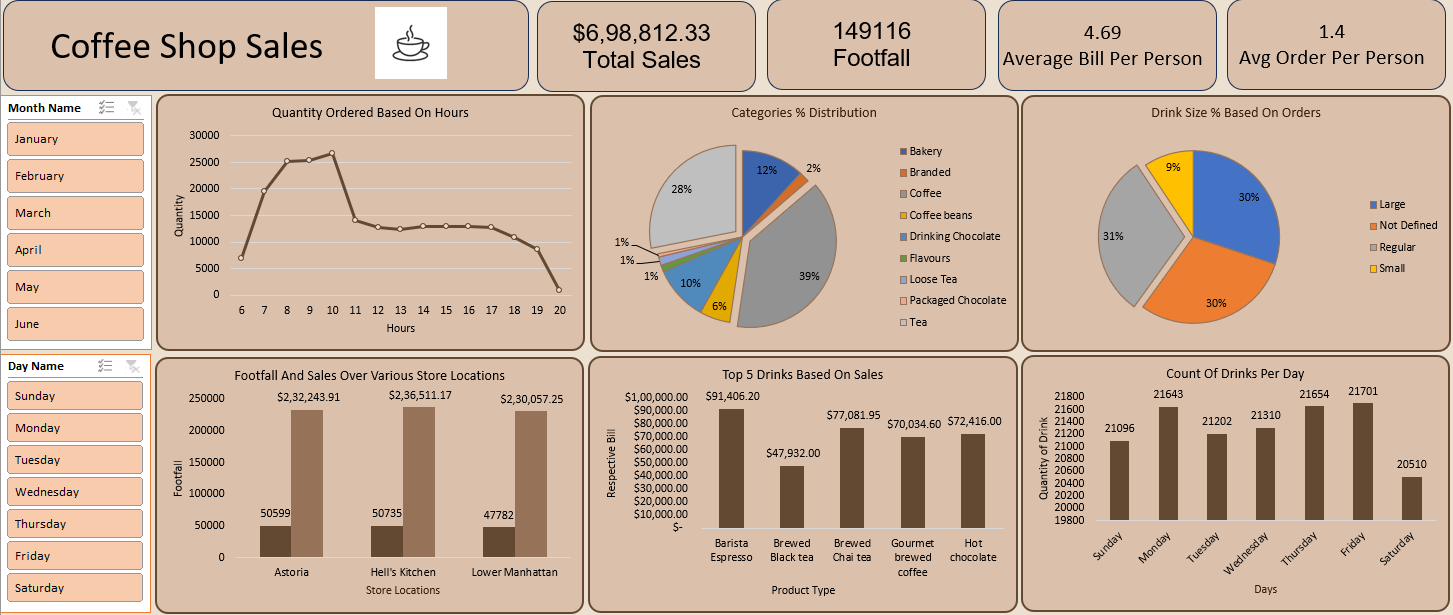 Coffee Shop Sales
$6,98,812.33
Total Sales
149116
Footfall
4.69
Average Bill Per Person
1.4
Avg Order Per Person
Month Name
January
February
March
April
May
June
Day Name
Sunday
Monday
Tuesday
Wednesday
Thursday
Friday
Saturday
Quantity Ordered Based On Hours
Quantity
30000
25000
20000
15000
10000
5000
0
6 7 8 9 10 11 12 13 14 15 16 17 18 19 20
Hours
Categories % Distribution
12%
2%
39%
6%
10%
1%
1%
1%
28%
Bakery
Branded
Coffee
Coffee beans
Drinking Chocolate
Flavours
Loose Tea
Packaged Chocolate
Tea
Drink Size % Based On Orders
30%
30%
31%
9%
Large
Not Defined
Regular
Small
Footfall And Sales Over Various Store Locations
Footfall
250000
200000
150000
100000
50000
0
$2,32,243.91 $2,36,511.17 $2,30,057.25
50599 50735 47782
Astoria Hell's Kitchen Lower Manhattan
Store Locations
Top 5 Drinks Based On Sales
Respective Bill
$1,00,000.00
$90,000.00
$80,000.00
$70,000.00
$60,000.00
$50,000.00
$40,000.00
$30,000.00
$20,000.00
$10,000.00
$-
$91,406.20
$47,932.00
$77,081.95
$70,034.60
$72,416.00
Barista Espresso
Brewed Black tea
Brewed Chai tea
Gourmet brewed coffee
Hot chocolate
Product Type
Count Of Drinks Per Day
Quantity of Drink
21800
21600
21400
21200
21000
20800
20600
20400
20200
20000
19800
21096
21643
21202
21310
21654
21701
20510
Sunday
Monday
Tuesday
Wednesday
Thursday
Friday
Saturday
Days